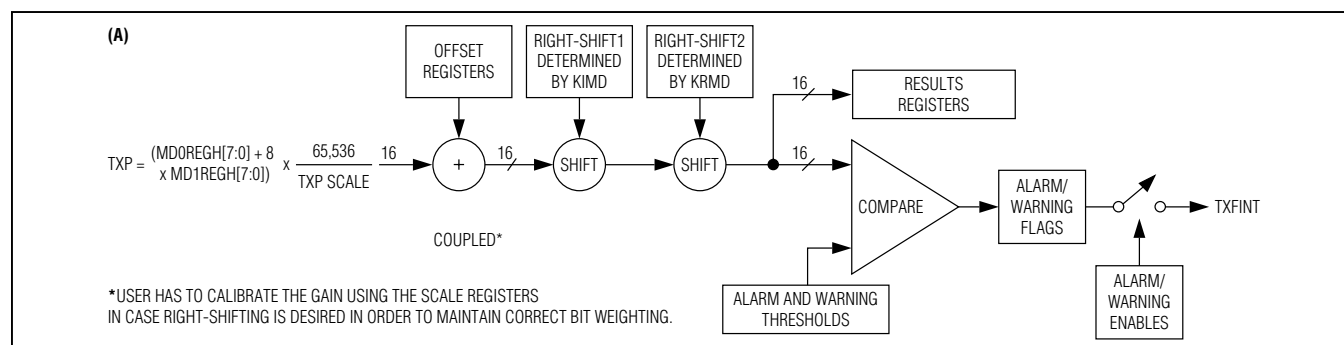 (A)
OFFSET
REGISTERS
RIGHT-SHIFT1
DETERMINED
BY KIMD
RIGHT-SHIFT2
DETERMINED
BY KRMD
16
RESULTS
REGISTERS
TXP = (MD0REGH[7:0] + 8
x MD1REGH[7:0])
x 65,536
TXP SCALE
16
+
16
SHIFT
SHIFT
16
COMPARE
ALARM/
WARNING
FLAGS
TXFINT
COUPLED*
ALARM AND WARNING
THRESHOLDS
ALARM/
WARNING
ENABLES
*USER HAS TO CALIBRATE THE GAIN USING THE SCALE REGISTERS
IN CASE RIGHT-SHIFTING IS DESIRED IN ORDER TO MAINTAIN CORRECT BIT WEIGHTING.